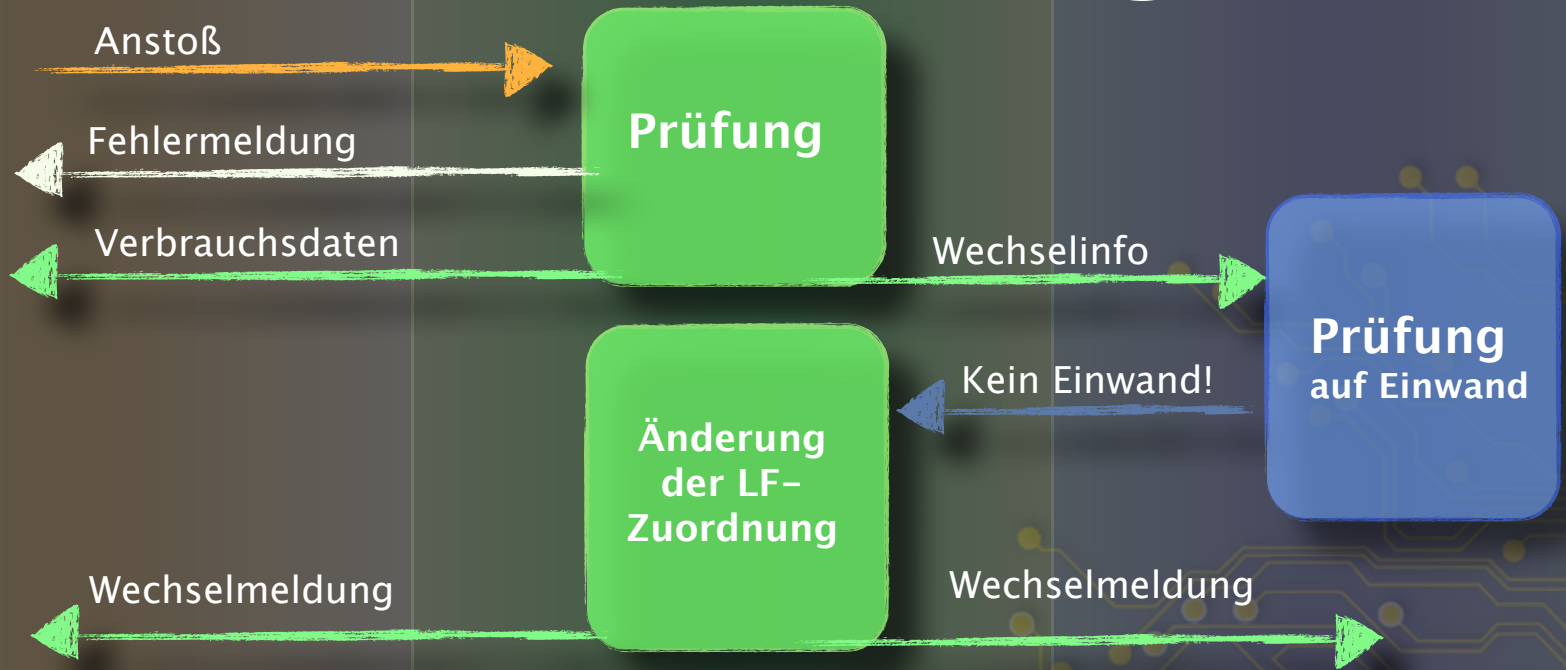 Anstoß
Prüfung
Fehlermeldung
Verbrauchsdaten
Wechselinfo
Prüfung
auf Einwand
Kein Einwand!
Änderung
der LF-
Zuordnung
Wechselmeldung
Wechselmeldung